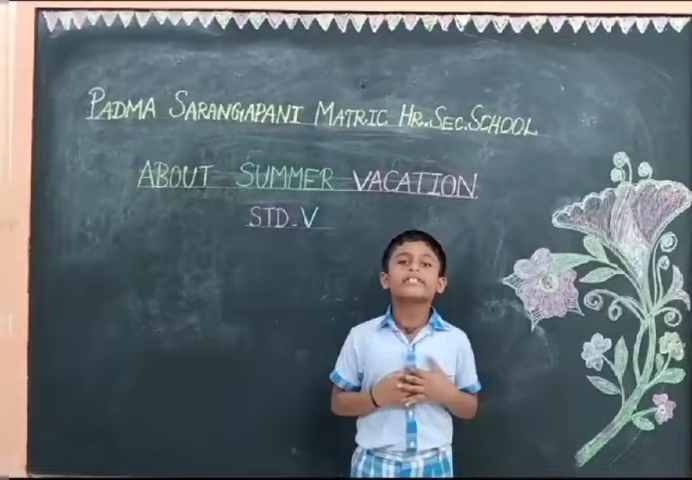 PADMA SARANGAPANI MATRIC HR.SEC.SCHOOL
ABOUT SUMMER VACATION
STD-V